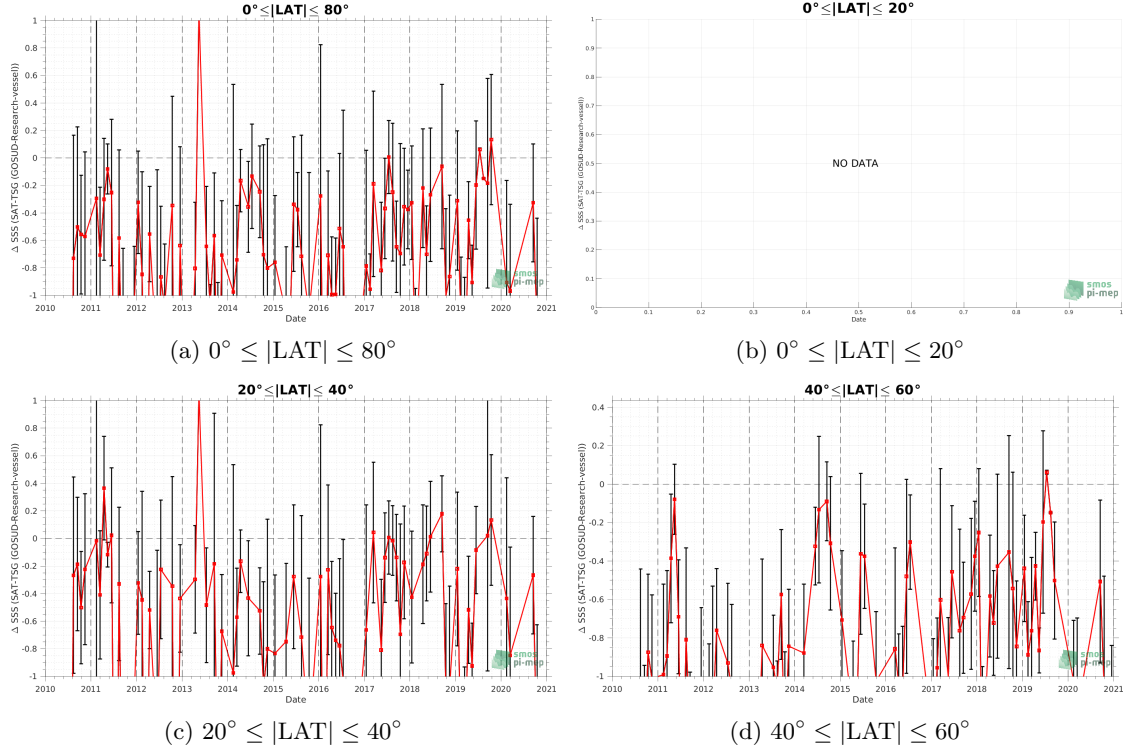 0°≤|LAT|≤ 80°
Δ SSS (SAT-TSG (GOSUD-Research-vessel))
1
0.8
0.6
0.4
0.2
0
-0.2
-0.4
-0.6
-0.8
-1
2010 2011 2012 2013 2014 2015 2016 2017 2018 2019 2020 2021
Date
smos
pi-mep
(a) 0° ≤ |LAT| ≤ 80°
0°≤|LAT|≤ 20°
Δ SSS (SAT-TSG (GOSUD-Research-vessel))
1
0.9
0.8
0.7
0.6
0.5
0.4
0.3
0.2
0.1
0
NO DATA
0 0.1 0.2 0.3 0.4 0.5 0.6 0.7 0.8 0.9 1
Date
smos
pi-mep
(b) 0° ≤ |LAT| ≤ 20°
20°≤|LAT|≤ 40°
Δ SSS (SAT-TSG (GOSUD-Research-vessel))
1
0.8
0.6
0.4
0.2
0
-0.2
-0.4
-0.6
-0.8
-1
2010 2011 2012 2013 2014 2015 2016 2017 2018 2019 2020 2021
Date
smos
pi-mep
(c) 20° ≤ |LAT| ≤ 40°
40°≤|LAT|≤ 60°
Δ SSS (SAT-TSG (GOSUD-Research-vessel))
0.4
0.2
0
-0.2
-0.4
-0.6
-0.8
-1
2010 2011 2012 2013 2014 2015 2016 2017 2018 2019 2020 2021
Date
smos
pi-mep
(d) 40° ≤ |LAT| ≤ 60°